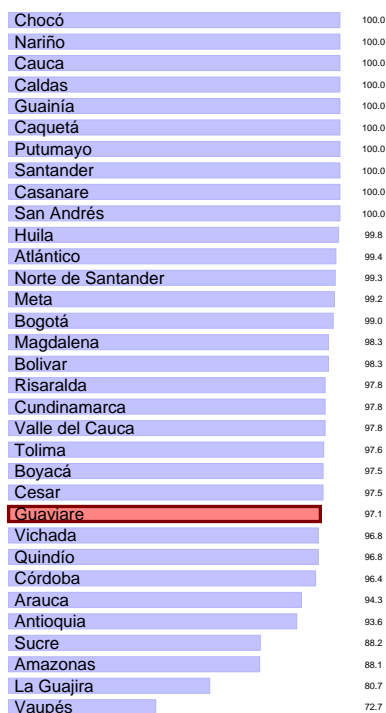 Chocó 100.0
Nariño 100.0
Cauca 100.0
Caldas 100.0
Guainía 100.0
Caquetá 100.0
Putumayo 100.0
Santander 100.0
Casanare 100.0
San Andrés 100.0
Huila 99.8
Atlántico 99.4
Norte de Santander 99.3
Meta 99.2
Bogotá 99.0
Magdalena 98.3
Bolivar 98.3
Risaralda 97.8
Cundinamarca 97.8
Valle del Cauca 97.8
Tolima 97.6
Boyacá 97.5
Cesar 97.5
Guaviare 97.1
Vichada 96.8
Quindío 96.8
Córdoba 96.4
Arauca 94.3
Antioquia 93.6
Sucre 88.2
Amazonas 88.1
La Guajira 80.7
Vaupés 72.7